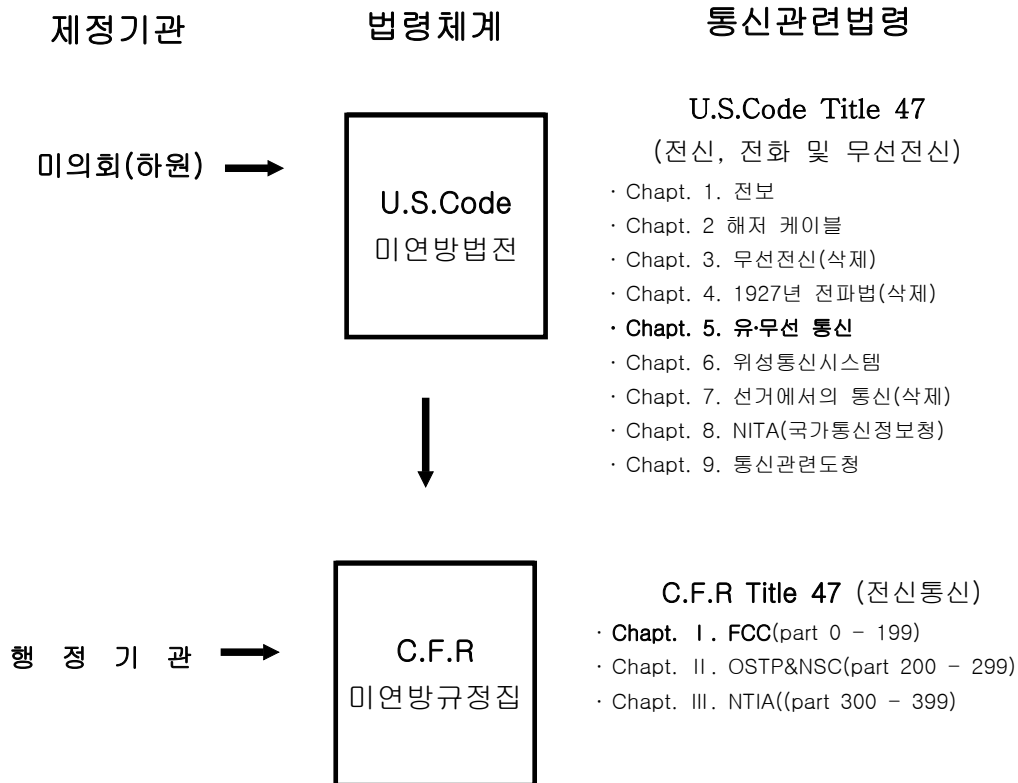 제정기관 법령체계 통신관련법령
미의회(하원)
U.S.Code
미연방법전
U.S.Code Title 47
(전신, 전화 및 무선전신)
· Chapt. 1. 전보
· Chapt. 2 해저 케이블
· Chapt. 3. 무선전신(삭제)
· Chapt. 4. 1927년 전파법(삭제)
· Chapt. 5. 유·무선 통신
· Chapt. 6. 위성통신시스템
· Chapt. 7. 선거에서의 통신(삭제)
· Chapt. 8. NITA(국가통신정보청)
· Chapt. 9. 통신관련도청
행 정 기 관
C.F.R
미연방규정집
C.F.R Title 47 (전신통신)
· Chapt. Ⅰ. FCC(part 0 - 199)
· Chapt. Ⅱ. OSTP&NSC(part 200 - 299)
· Chapt. Ⅲ. NTIA((part 300 - 399)